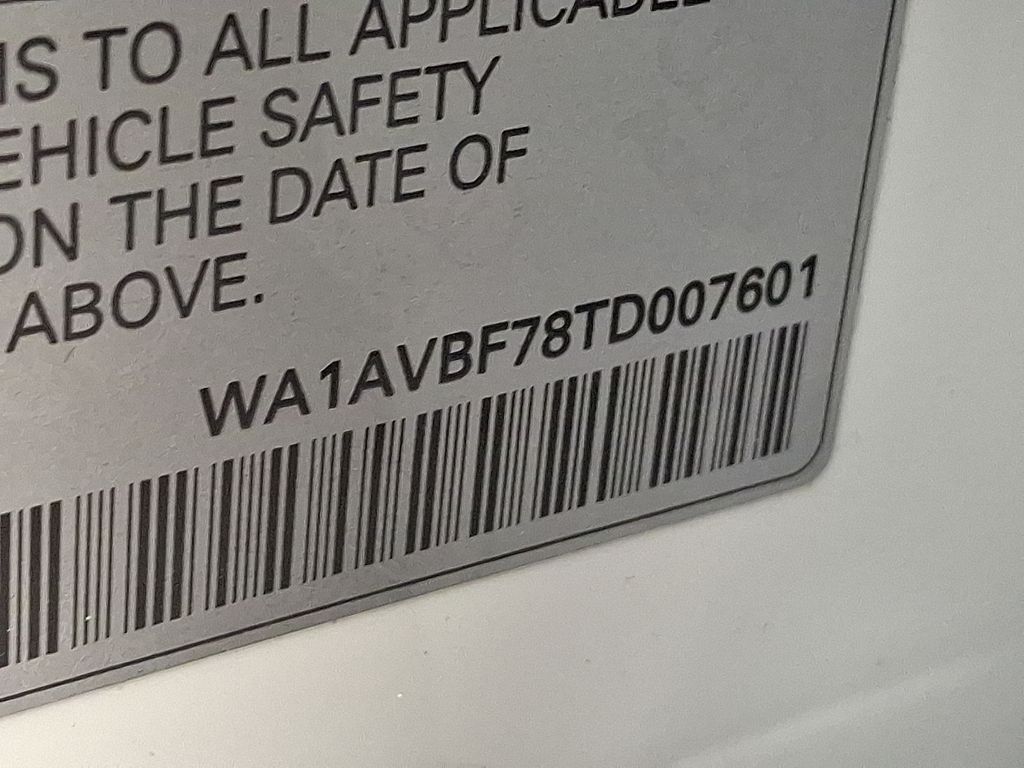 IS TO ALL APPLICABLE
EHICLE SAFETY
ON THE DATE OF
ABOVE.
WA1AVBF78TD007601